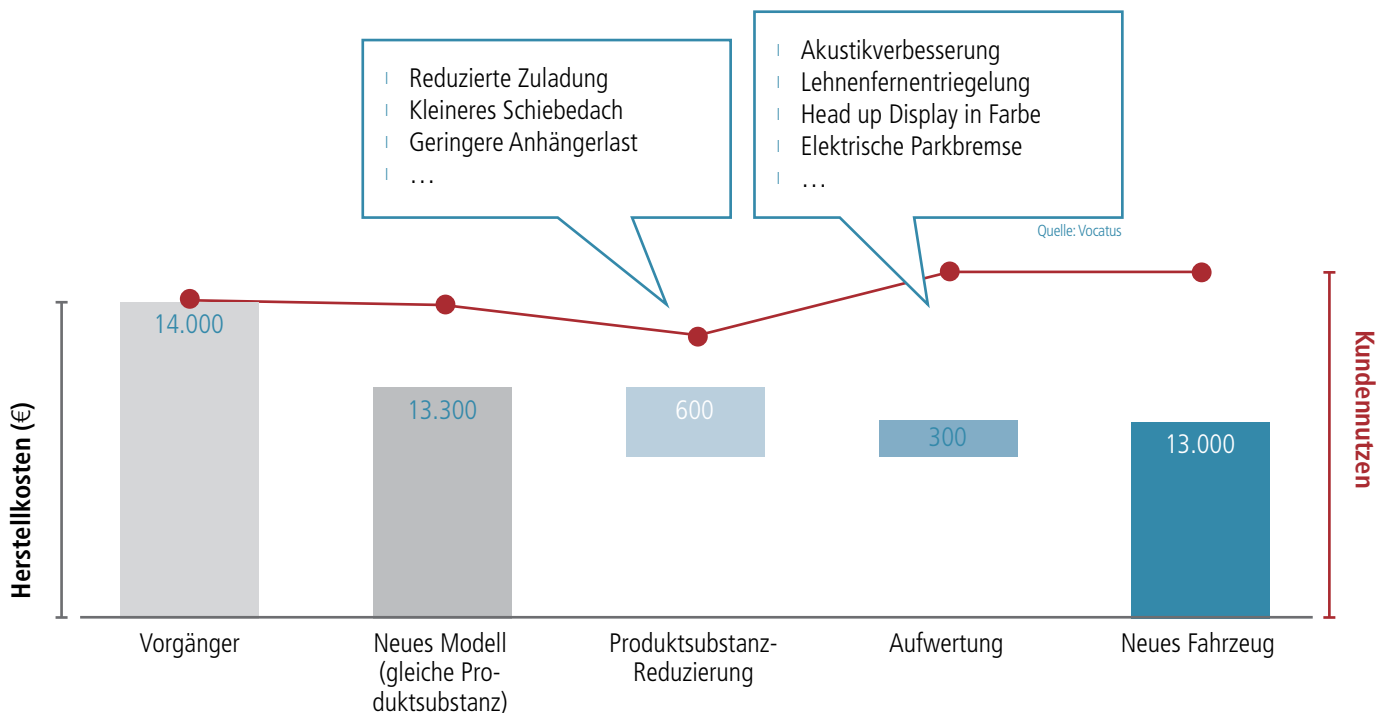 Reduzierte Zuladung
Kleineres Schiebedach
Geringere Anhängerlast
...
Akustikverbesserung
Lehnenfernentriegelung
Head up Display in Farbe
Elektrische Parkbremse
...
Quelle: Vocatus
Herstellkosten (€)
14.000
13.300
600
300
13.000
Kundennutzen
Vorgänger
Neues Modell
(gleiche Pro-
duktsubstanz)
Produktsubstanz-
Reduzierung
Aufwertung
Neues Fahrzeug